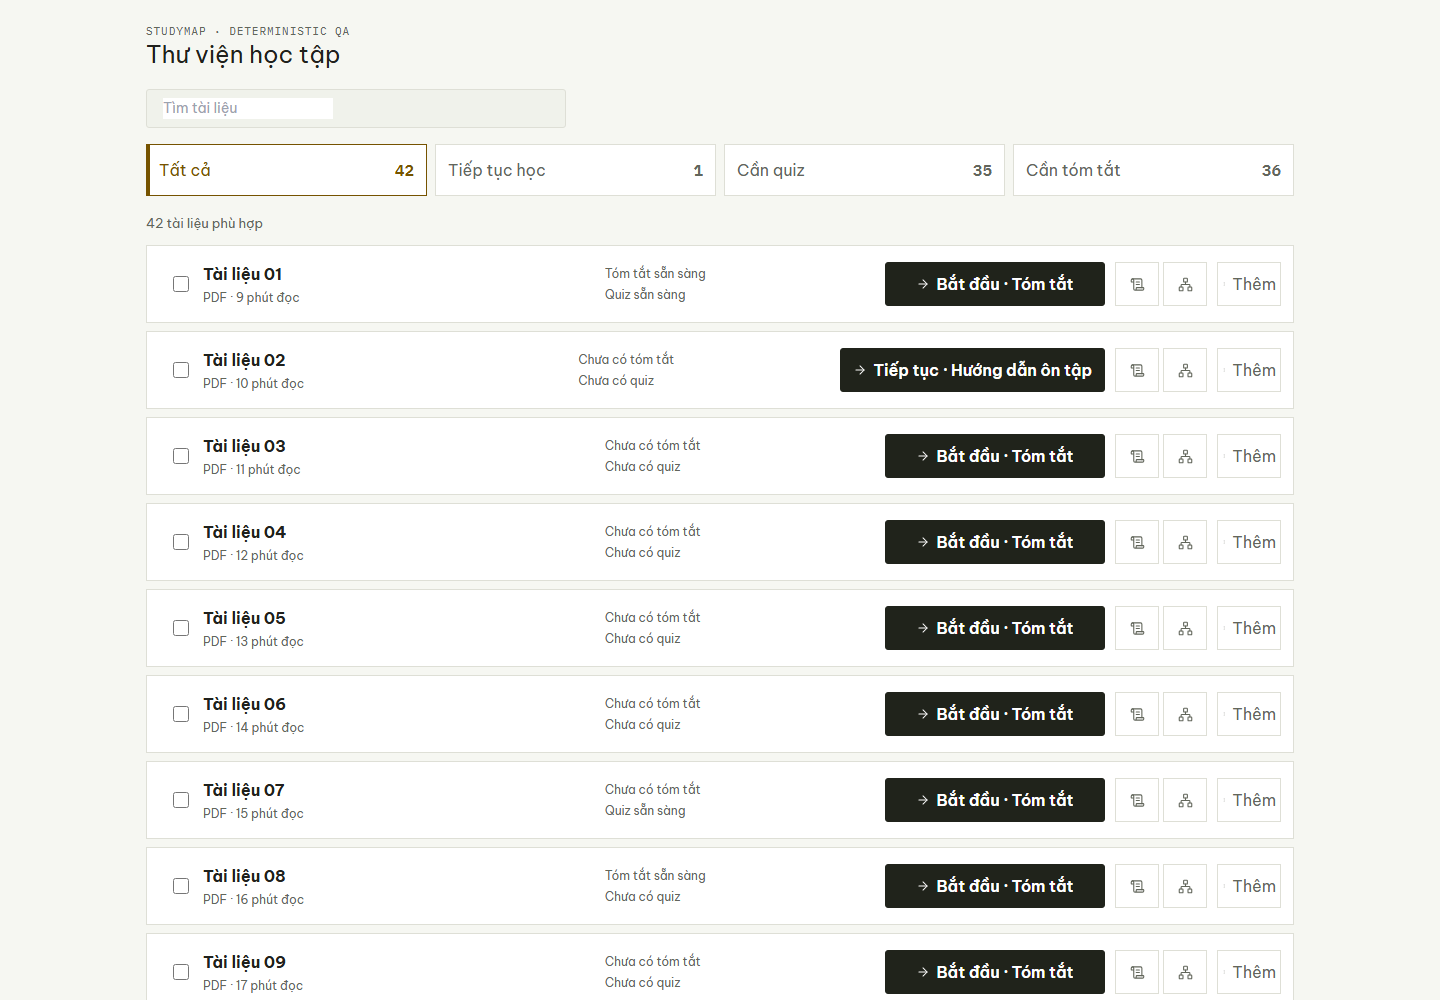 STUDYMAP · DETERMINISTIC QA
Thư viện học tập
Tìm tài liệu
Tất cả 42
Tiếp tục học 1
Cần quiz 35
Cần tóm tắt 36
42 tài liệu phù hợp
Tài liệu 01
PDF · 9 phút đọc
Tóm tắt sẵn sàng
Quiz sẵn sàng
→ Bắt đầu · Tóm tắt
Thêm
Tài liệu 02
PDF · 10 phút đọc
Chưa có tóm tắt
Chưa có quiz
→ Tiếp tục · Hướng dẫn ôn tập
Thêm
Tài liệu 03
PDF · 11 phút đọc
Chưa có tóm tắt
Chưa có quiz
→ Bắt đầu · Tóm tắt
Thêm
Tài liệu 04
PDF · 12 phút đọc
Chưa có tóm tắt
Chưa có quiz
→ Bắt đầu · Tóm tắt
Thêm
Tài liệu 05
PDF · 13 phút đọc
Chưa có tóm tắt
Chưa có quiz
→ Bắt đầu · Tóm tắt
Thêm
Tài liệu 06
PDF · 14 phút đọc
Chưa có tóm tắt
Chưa có quiz
→ Bắt đầu · Tóm tắt
Thêm
Tài liệu 07
PDF · 15 phút đọc
Chưa có tóm tắt
Quiz sẵn sàng
→ Bắt đầu · Tóm tắt
Thêm
Tài liệu 08
PDF · 16 phút đọc
Tóm tắt sẵn sàng
Chưa có quiz
→ Bắt đầu · Tóm tắt
Thêm
Tài liệu 09
PDF · 17 phút đọc
Chưa có tóm tắt
Chưa có quiz
→ Bắt đầu · Tóm tắt
Thêm